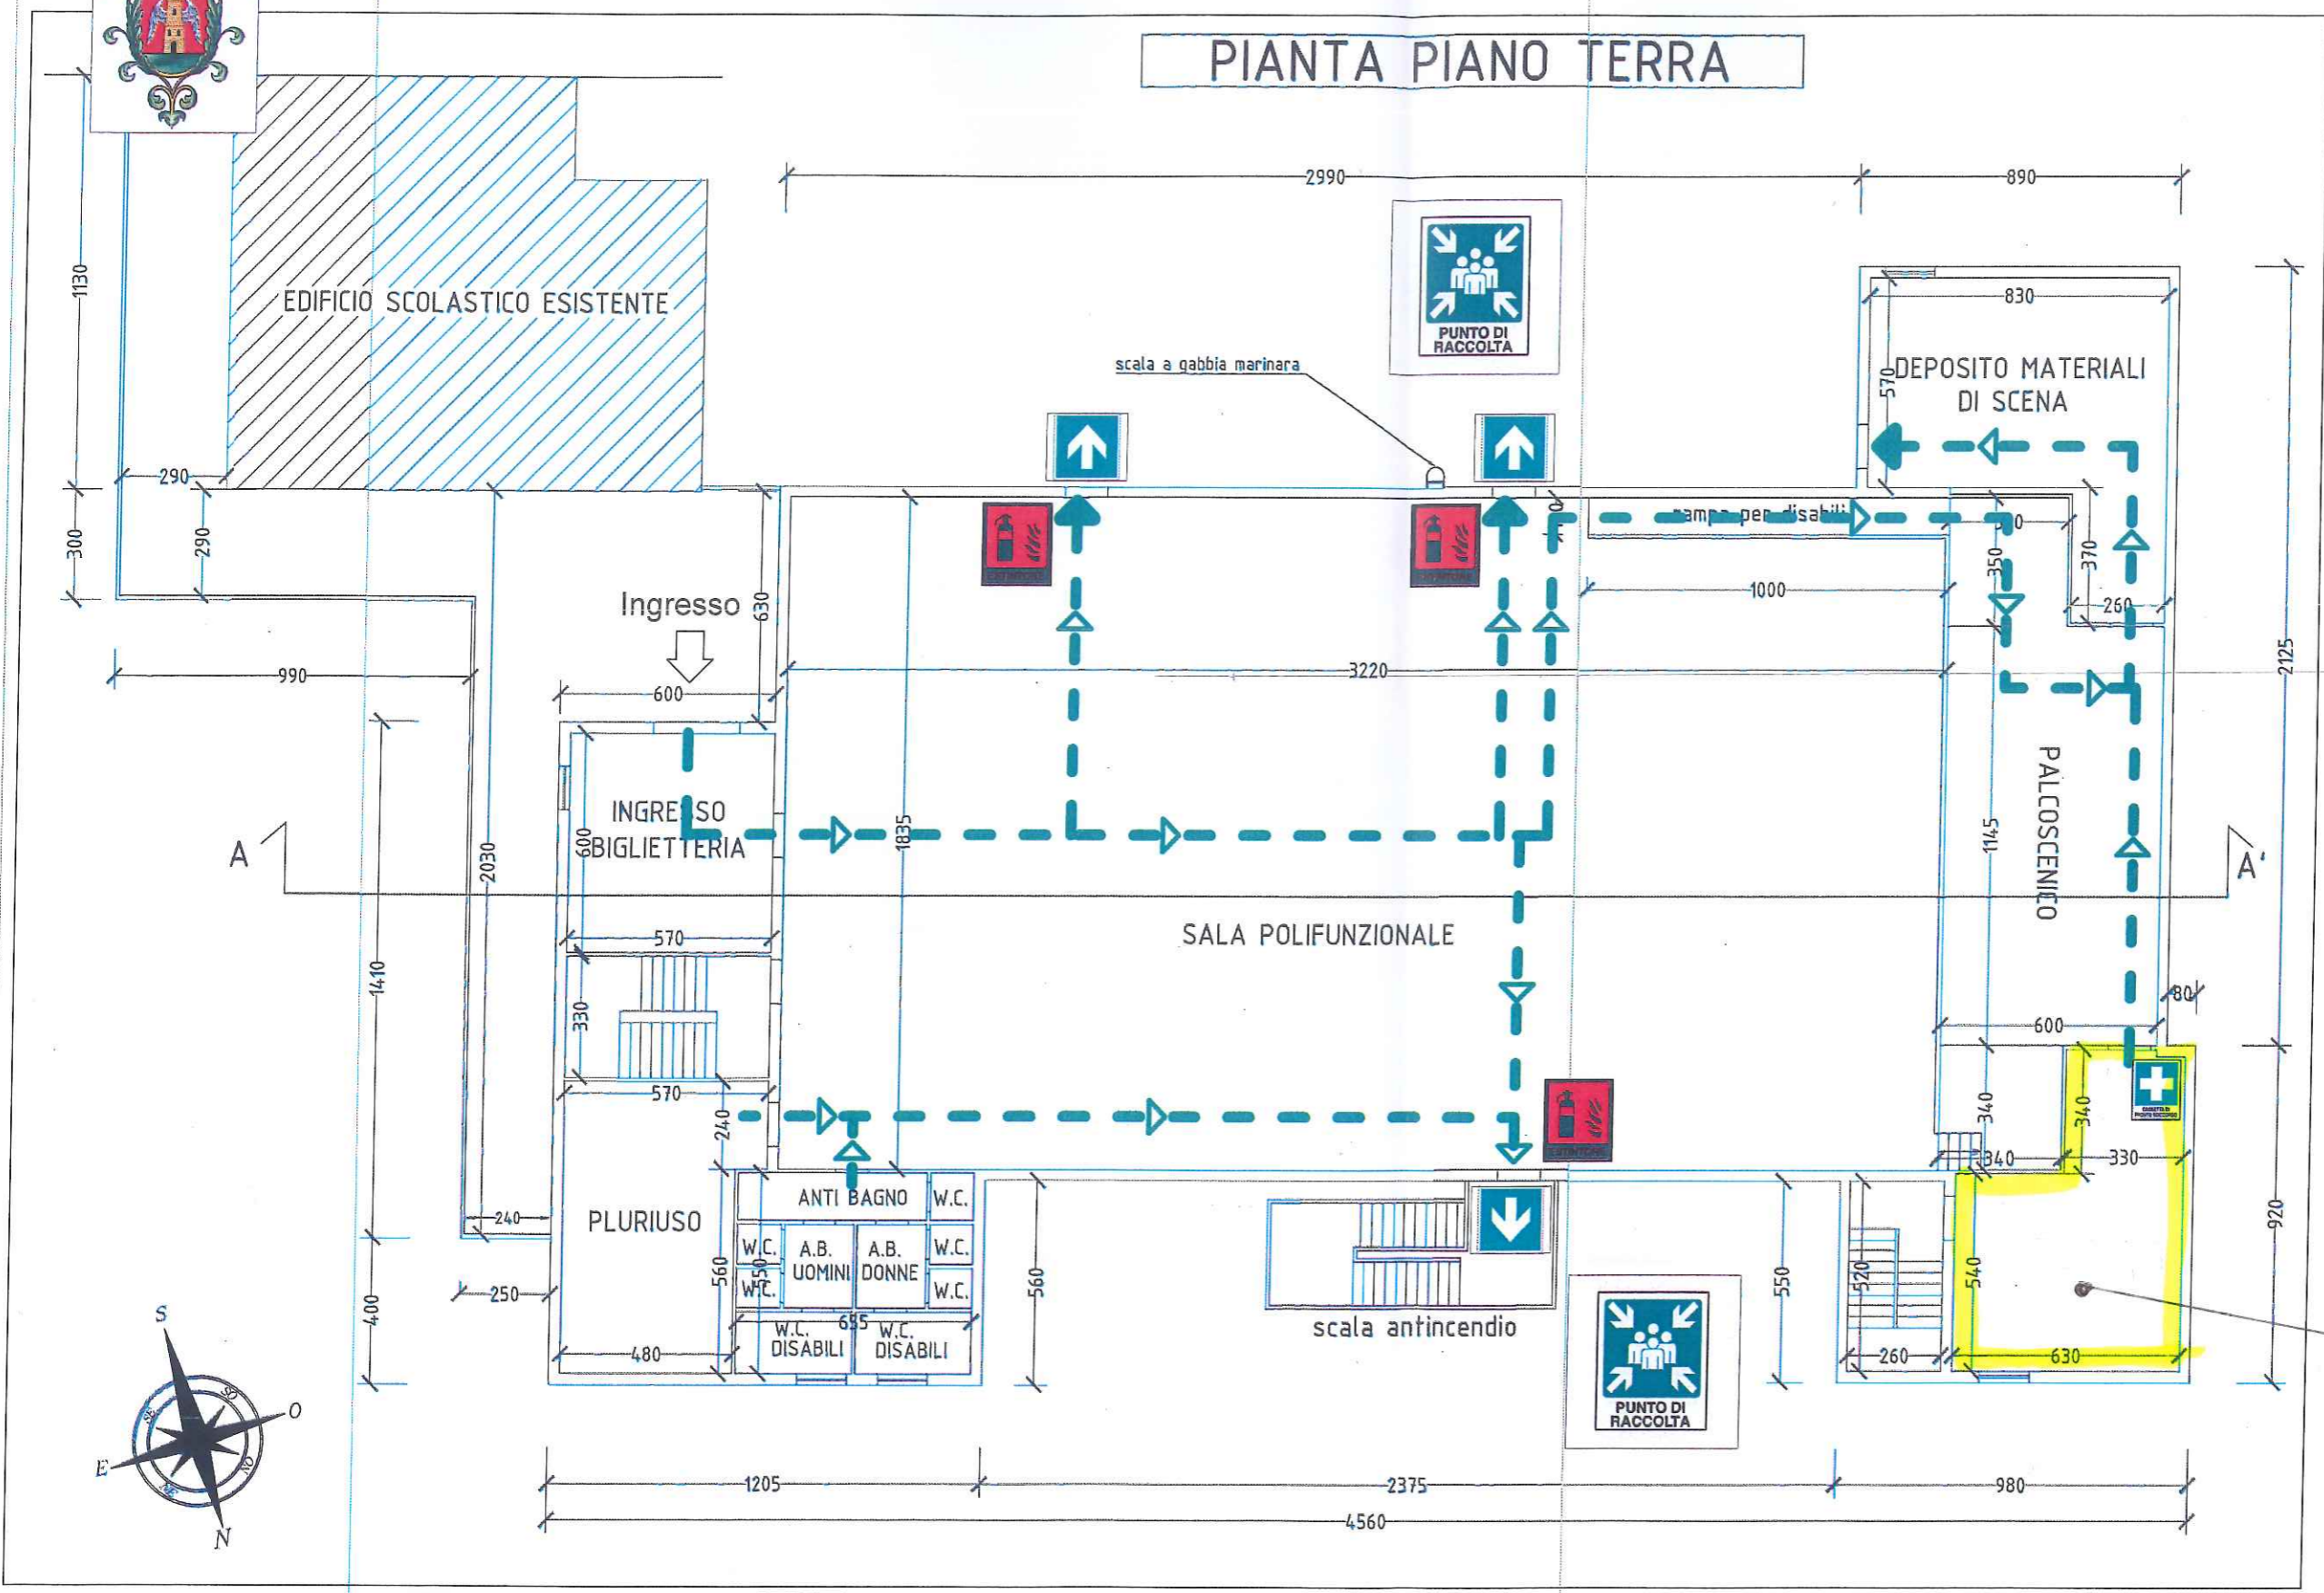 PIANTA PIANO TERRA
2990
890
1130
EDIFICIO SCOLASTICO ESISTENTE
PUNTO DI
RACCOLTA
scala a gabbia marinara
830
570
DEPOSITO MATERIALI
DI SCENA
290
300
290
630
Ingresso
990
600
rampa per disabili
350
370
1000
260
3220
2125
A
INGRESSO
BIGLIETTERIA
600
2030
1835
1145
PALCOSCENICO
A'
SALA POLIFUNZIONALE
570
1410
330
80
600
570
240
340
340
340
330
ANTI BAGNO
W.C.
PLURIUSO
240
W.C.
A.B.
UOMINI
A.B.
DONNE
W.C.
W.C.
W.C.
560
550
560
550
520
540
920
250
400
655
W.C.
DISABILI
W.C.
DISABILI
480
scala antincendio
260
630
PUNTO DI
RACCOLTA
S
SO
O
NO
N
NE
E
SE
1205
2375
980
4560